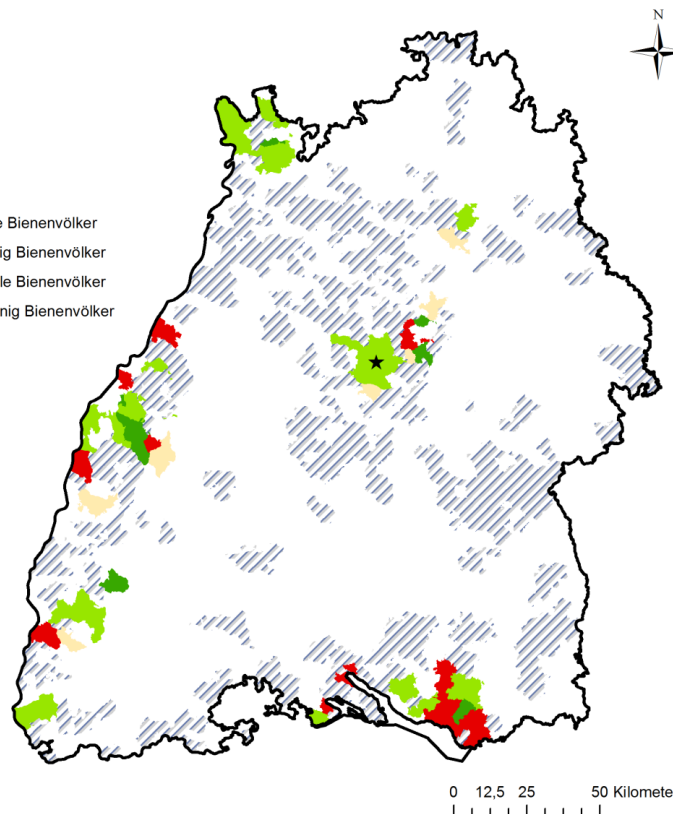 N
e Bienenvölker
ig Bienenvölker
le Bienenvölker
nig Bienenvölker
0 12,5 25 50 Kilomete